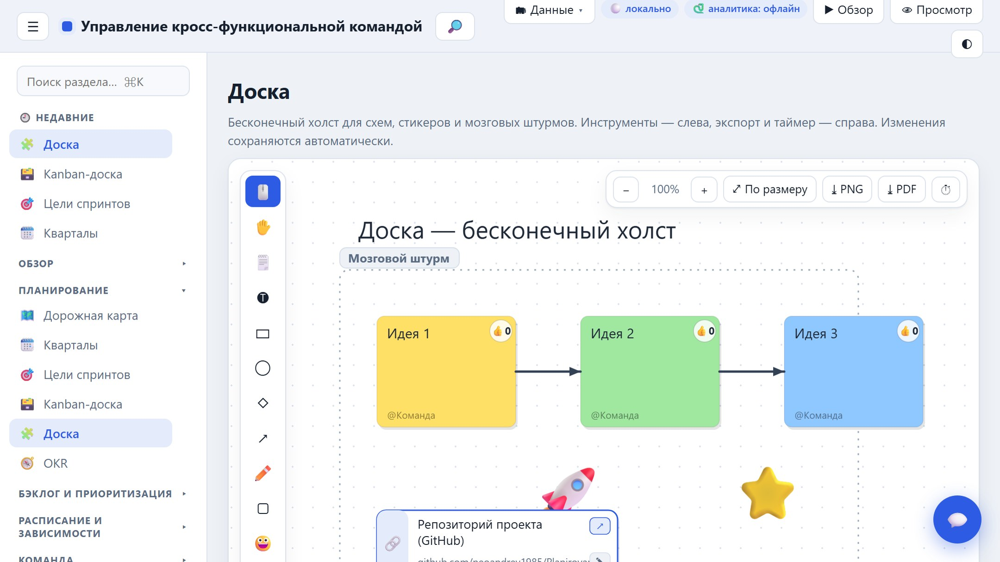 ☰
Управление кросс-функциональной командой
Данные ▾
локально
аналитика: офлайн
▶ Обзор
Просмотр
Поиск раздела... ⌘K
НЕДАВНИЕ
Доска
Kanban-доска
Цели спринтов
Кварталы
ОБЗОР ▸
ПЛАНИРОВАНИЕ ▾
Дорожная карта
Кварталы
Цели спринтов
Kanban-доска
Доска
OKR
БЭКЛОГ И ПРИОРИТИЗАЦИЯ ▸
РАСПИСАНИЕ И
ЗАВИСИМОСТИ ▸
КОМАНДА ▸
Доска
Бесконечный холст для схем, стикеров и мозговых штурмов. Инструменты — слева, экспорт и таймер — справа. Изменения
сохраняются автоматически.
− 100% + ⤢ По размеру ⤓ PNG ⤓ PDF
T
Доска — бесконечный холст
Мозговой штурм
Идея 1
👍 0
@Команда
Идея 2
👍 0
@Команда
Идея 3
👍 0
@Команда
Репозиторий проекта
(GitHub)
↗